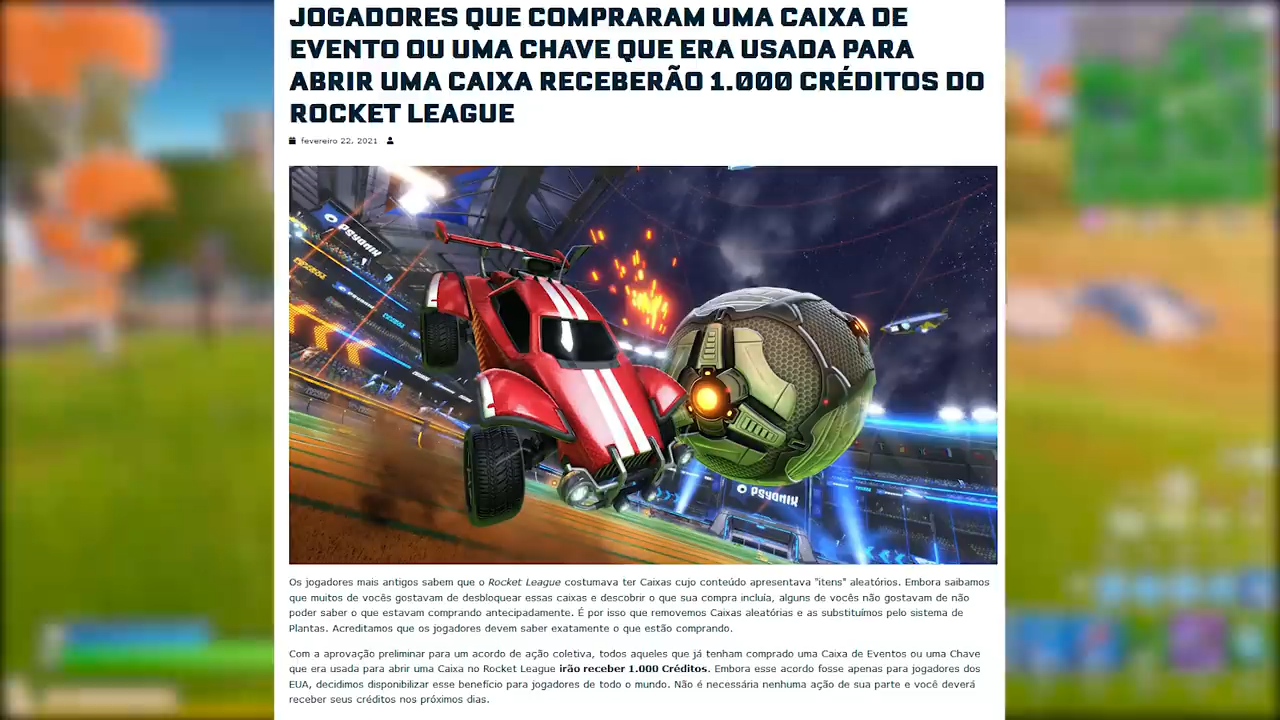 JOGADORES QUE COMPRARAM UMA CAIXA DE
EVENTO OU UMA CHAVE QUE ERA USADA PARA
ABRIR UMA CAIXA RECEBERÃO 1.000 CRÉDITOS DO
ROCKET LEAGUE
fevereiro 22, 2021
PSYONIX
PSYONIX
Os jogadores mais antigos sabem que o Rocket League costumava ter Caixas cujo conteúdo apresentava "itens" aleatórios. Embora saibamos
que muitos de vocês gostavam de desbloquear essas caixas e descobrir o que sua compra incluía, alguns de vocês não gostavam de não
poder saber o que estavam comprando antecipadamente. É por isso que removemos Caixas aleatórias e as substituímos pelo sistema de
Plantas. Acreditamos que os jogadores devem saber exatamente o que estão comprando.
Com a aprovação preliminar para um acordo de ação coletiva, todos aqueles que já tenham comprado uma Caixa de Eventos ou uma Chave
que era usada para abrir uma Caixa no Rocket League irão receber 1.000 Créditos. Embora esse acordo fosse apenas para jogadores dos
EUA, decidimos disponibilizar esse benefício para jogadores de todo o mundo. Não é necessária nenhuma ação de sua parte e você deverá
receber seus créditos nos próximos dias.